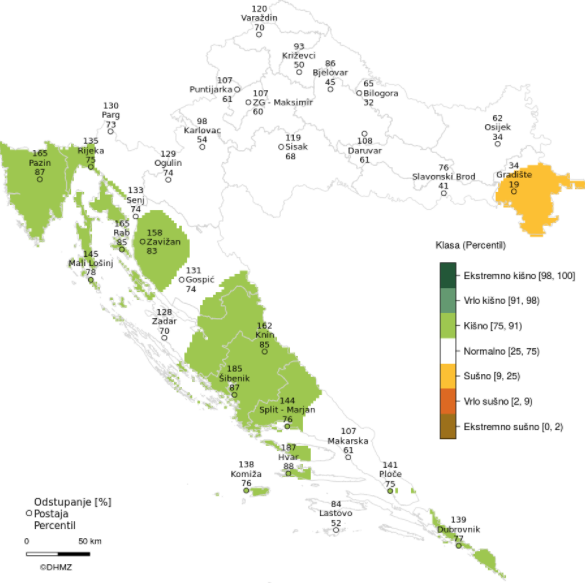 120
Varaždin
70
93
Križevci
50
86
Bjelovar
45
65
Bilogora
32
107
Puntijarka
61
107
ZG - Maksimir
60
130
Parg
73
98
Karlovac
54
119
Sisak
68
108
Daruvar
61
62
Osijek
34
76
Slavonski Brod
41
34
Gradište
19
135
Rijeka
75
165
Pazin
87
129
Ogulin
74
133
Senj
74
165
Rab
85
158
Zavižan
83
145
Mali Lošinj
78
131
Gospić
74
128
Zadar
70
162
Knin
85
185
Šibenik
87
144
Split - Marjan
76
107
Makarska
61
187
Hvar
88
138
Komiža
76
141
Ploče
75
84
Lastovo
52
139
Dubrovnik
77
Klasa (Percentil)
Ekstremno kišno [98, 100]
Vrlo kišno [91, 98)
Kišno [75, 91)
Normalno [25, 75)
Sušno [9, 25)
Vrlo sušno [2, 9)
Ekstremno sušno [0, 2)
Odstupanje [%]
Postaja
Percentil
0 50 km
©DHMZ